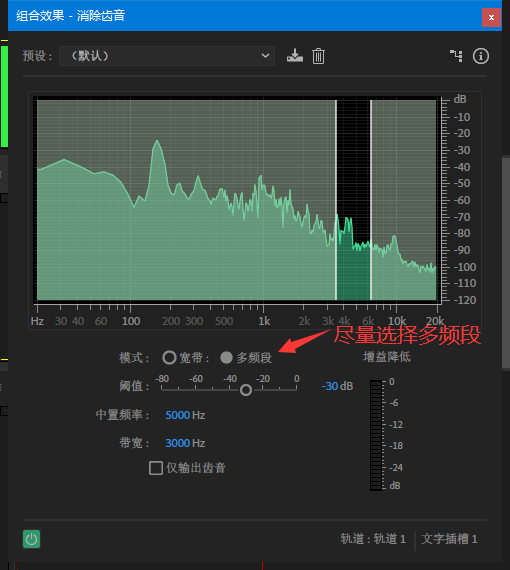 组合效果 - 消除齿音
x
预设： （默认）
dB
-10
-20
-30
-40
-50
-60
-70
-80
-90
-100
-110
-120
Hz 30 40 60 100 200 300 500 1k 2k 3k 4k 6k 10k 20k
尽量选择多频段
模式： 宽带： 多频段 增益降低
阈值： -80 -60 -40 -20 0 -30 dB
中置频率： 5000 Hz
带宽： 3000 Hz
仅输出齿音
0
-6
-12
-18
-24
dB
轨道：轨道 1 文字插槽 1